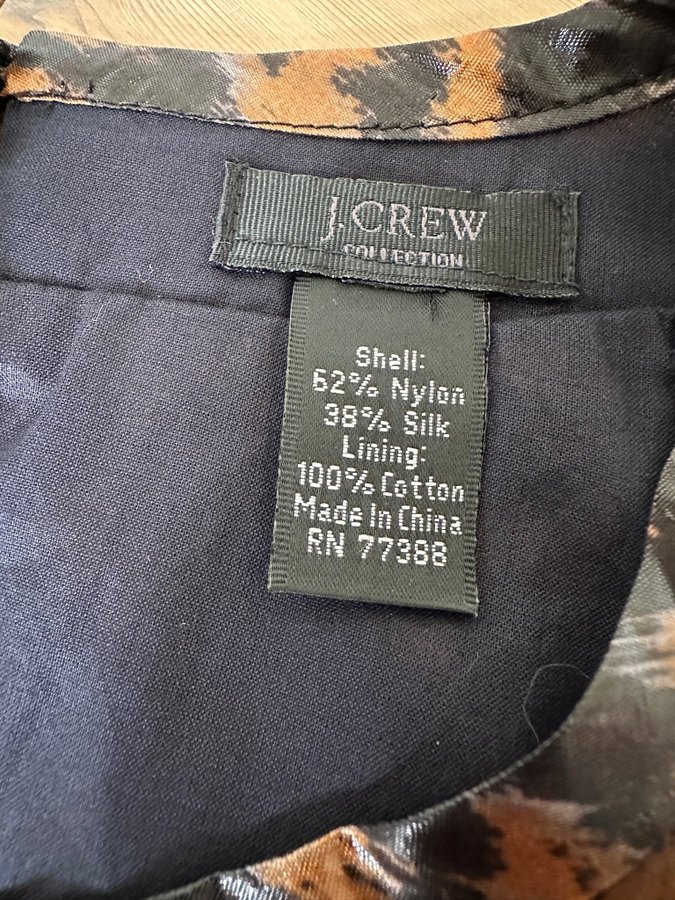 J.CREW
COLLECTION
Shell:
62% Nylon
38% Silk
Lining:
100% Cotton
Made In China
RN 77388